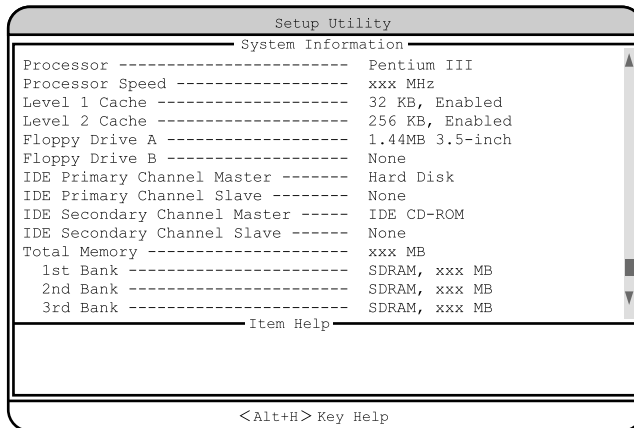 Setup Utility
System Information
Processor ------------------------ Pentium III
Processor Speed ------------------ xxx MHz
Level 1 Cache -------------------- 32 KB, Enabled
Level 2 Cache -------------------- 256 KB, Enabled
Floppy Drive A ------------------- 1.44MB 3.5-inch
Floppy Drive B ------------------- None
IDE Primary Channel Master ------- Hard Disk
IDE Primary Channel Slave -------- None
IDE Secondary Channel Master ----- IDE CD-ROM
IDE Secondary Channel Slave ------ None
Total Memory --------------------- xxx MB
1st Bank ----------------------- SDRAM, xxx MB
2nd Bank ----------------------- SDRAM, xxx MB
3rd Bank ----------------------- SDRAM, xxx MB
Item Help
<Alt+H> Key Help